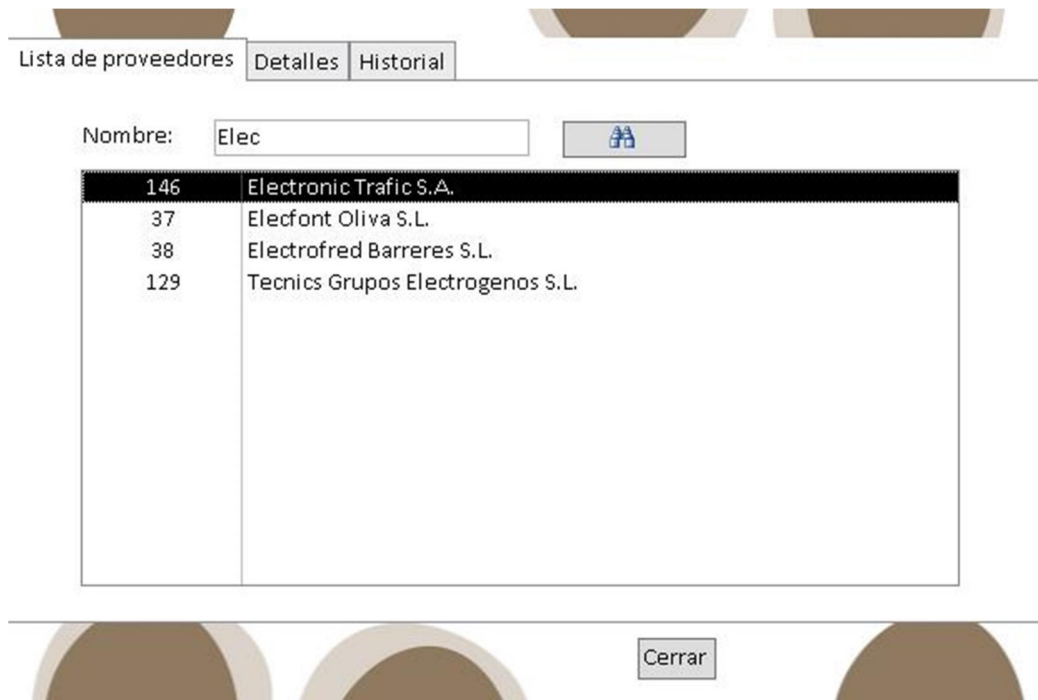 Lista de proveedores Detalles Historial
Nombre: Elec
146 Electronic Trafic S.A.
37 Elecfont Oliva S.L.
38 Electrofred Barreres S.L.
129 Tecnics Grupos Electrogenos S.L.
Cerrar